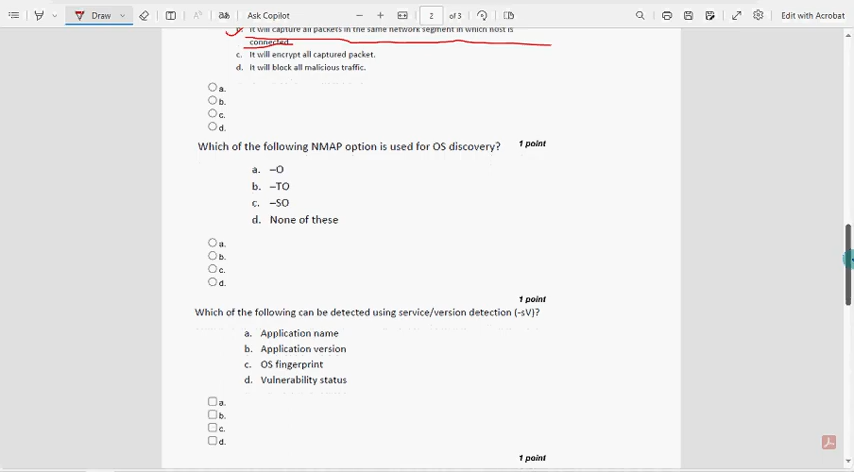 Draw
Ask Copilot
2 of 3
Edit with Acrobat
It will capture all packets in the same network segment in which host is
connected.
c. It will encrypt all captured packet.
d. It will block all malicious traffic.
a.
b.
c.
d.
Which of the following NMAP option is used for OS discovery?
1 point
a. –O
b. –TO
c. –SO
d. None of these
a.
b.
c.
d.
1 point
Which of the following can be detected using service/version detection (-sV)?
a. Application name
b. Application version
c. OS fingerprint
d. Vulnerability status
a.
b.
c.
d.
1 point